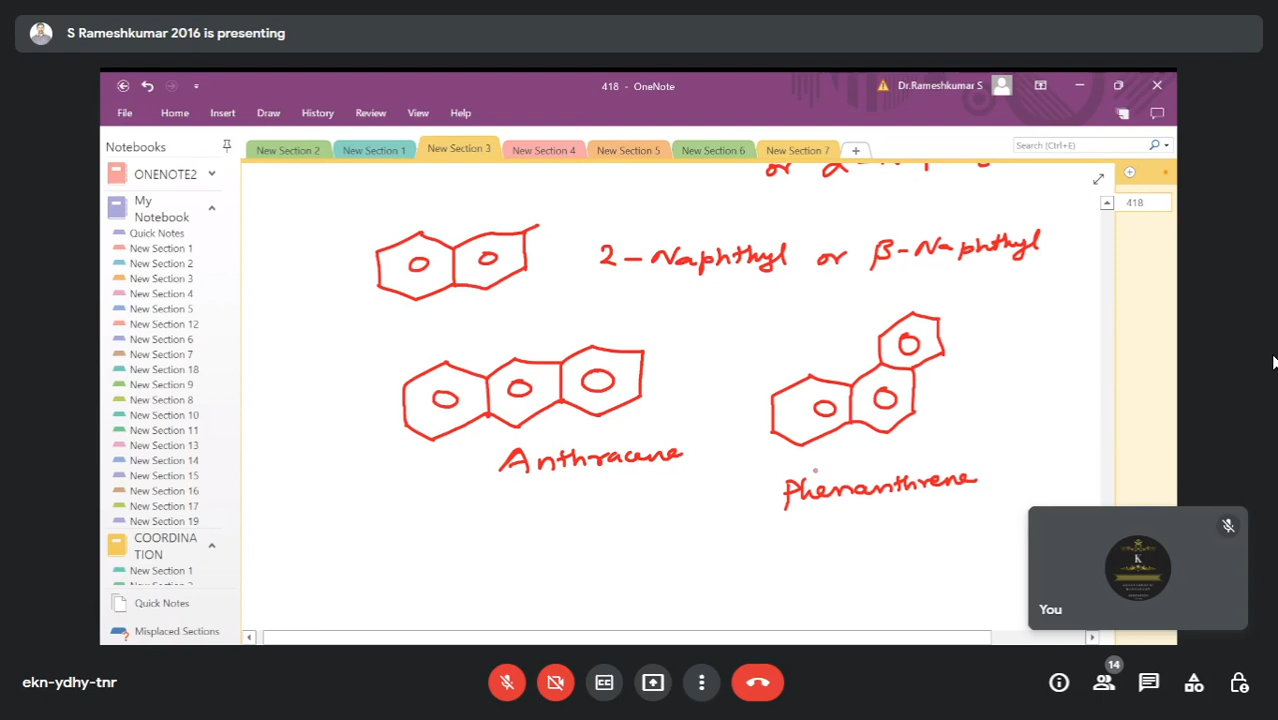 S Rameshkumar 2016 is presenting
418 - OneNote
Dr.Rameshkumar S
File Home Insert Draw History Review View Help
Notebooks
New Section 2 New Section 1 New Section 3 New Section 4 New Section 5 New Section 6 New Section 7
Search (Ctrl+E)
ONENOTE2
My
Notebook
Quick Notes
New Section 1
New Section 2
New Section 3
New Section 4
New Section 5
New Section 12
New Section 6
New Section 7
New Section 18
New Section 9
New Section 8
New Section 10
New Section 11
New Section 13
New Section 14
New Section 15
New Section 16
New Section 17
New Section 19
COORDINA
TION
New Section 1
Quick Notes
Misplaced Sections
or
2-Naphthyl or β-Naphthyl
Anthracene
Phenanthrene
418
K
You
ekn-ydhy-tnr
CC
14